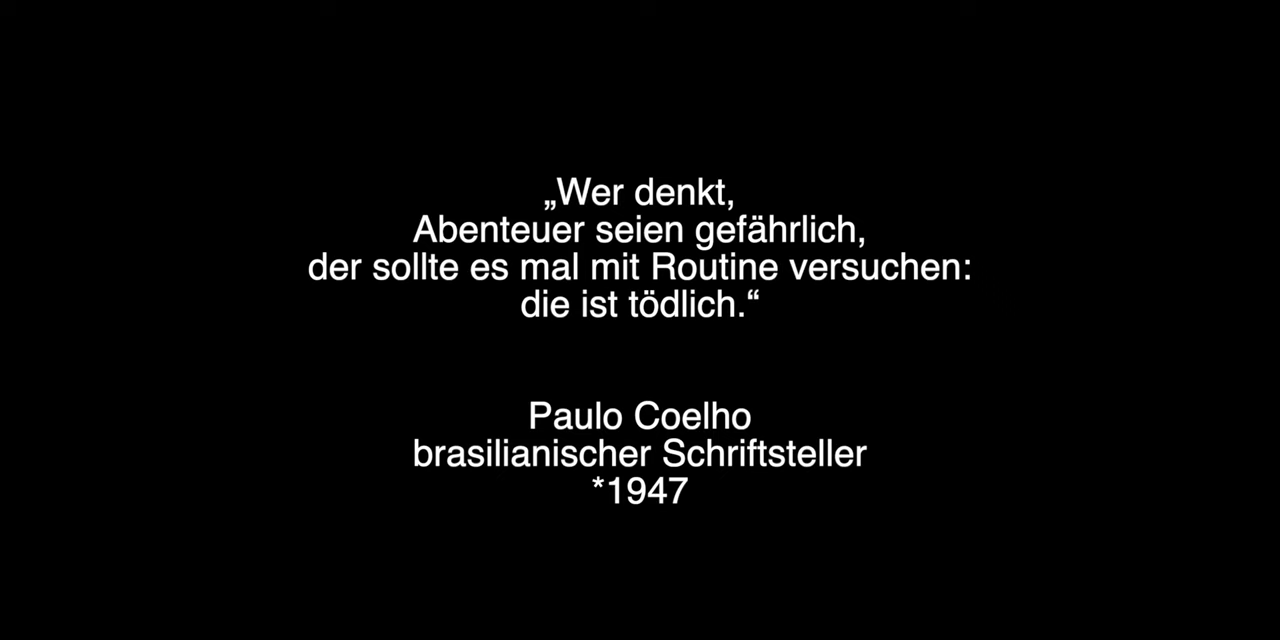 „Wer denkt,
Abenteuer seien gefährlich,
der sollte es mal mit Routine versuchen:
die ist tödlich.“
Paulo Coelho
brasilianischer Schriftsteller
*1947